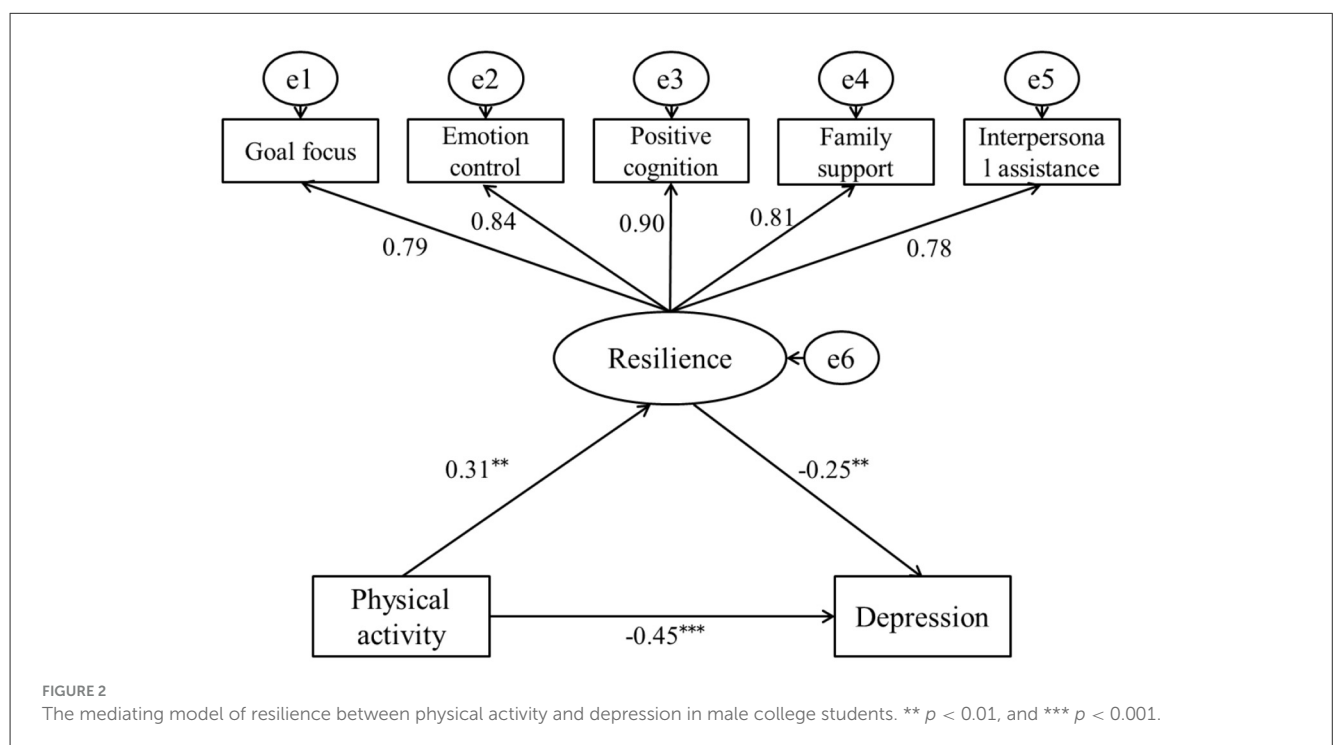 e1
e2
e3
e4
e5
Goal focus
Emotion
control
Positive
cognition
Family
support
Interpersona
l assistance
0.79
0.84
0.90
0.81
0.78
Resilience
e6
0.31**
-0.25**
Physical
activity
-0.45***
Depression
FIGURE 2
The mediating model of resilience between physical activity and depression in male college students. ** p < 0.01, and *** p < 0.001.